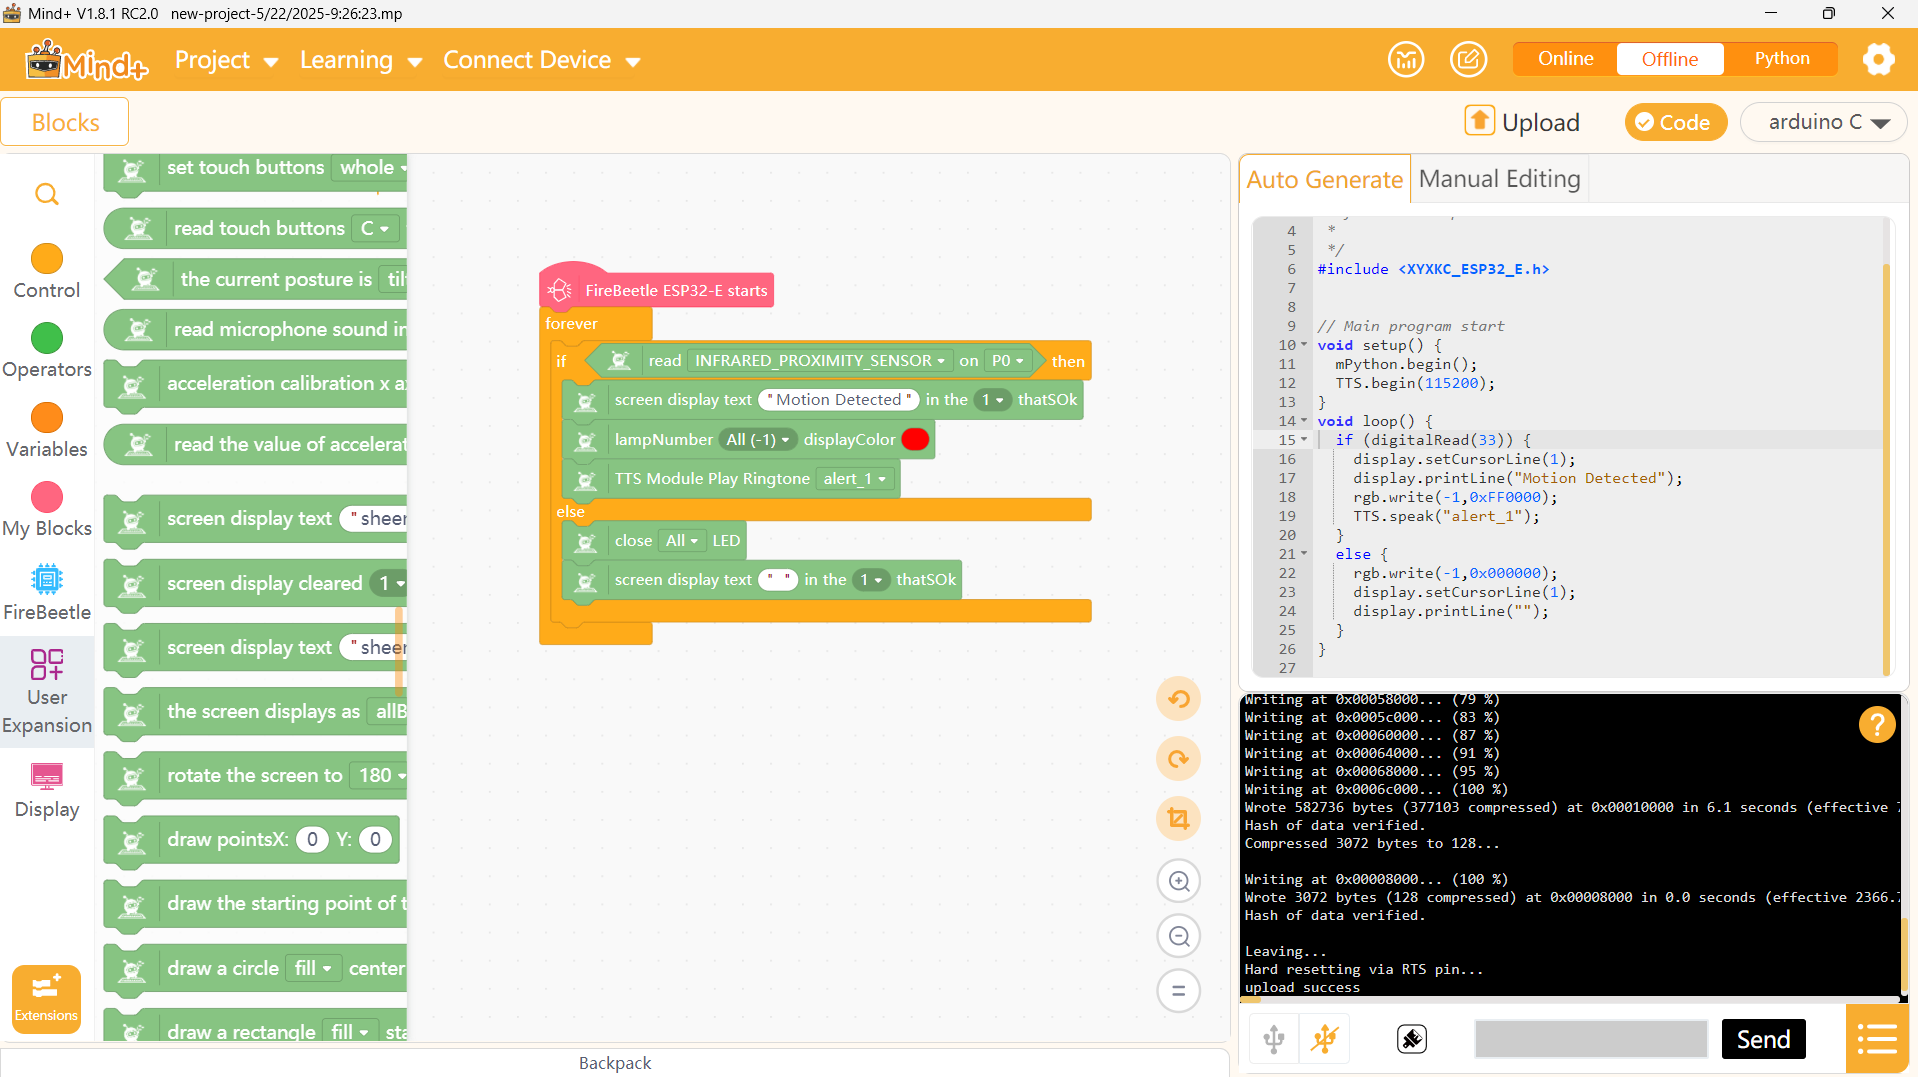 Mind+ V1.8.1 RC2.0   new-project-5/22/2025-9:26:23.mp
Mind+
Project
Learning
Connect Device
Online
Offline
Python
Blocks
Upload
Code
arduino C
Control
Operators
Variables
My Blocks
FireBeetle
User
Expansion
Display
Extensions
set touch buttons whole
read touch buttons C
the current posture is til
read microphone sound in
acceleration calibration x a
read the value of accelerat
screen display text "sheer
screen display cleared 1
screen display text "sheer
the screen displays as allB
rotate the screen to 180
draw pointsX: 0 Y: 0
draw the starting point of t
draw a circle fill center
draw a rectangle fill sta
FireBeetle ESP32-E starts
forever
if read INFRARED_PROXIMITY_SENSOR on P0 then
screen display text "Motion Detected" in the 1 thatSOk
lampNumber All (-1) displayColor
TTS Module Play Ringtone alert_1
else
close All LED
screen display text " " in the 1 thatSOk
Backpack
Auto Generate
Manual Editing
4 *
5 */
6 #include <XYXKC_ESP32_E.h>
7
8
9 // Main program start
10 void setup() {
11 mPython.begin();
12 TTS.begin(115200);
13 }
14 void loop() {
15 if (digitalRead(33)) {
16 display.setCursorLine(1);
17 display.printLine("Motion Detected");
18 rgb.write(-1,0xFF0000);
19 TTS.speak("alert_1");
20 }
21 else {
22 rgb.write(-1,0x000000);
23 display.setCursorLine(1);
24 display.printLine("");
25 }
26 }
27
Writing at 0x00058000... (79 %)
Writing at 0x0005c000... (83 %)
Writing at 0x00060000... (87 %)
Writing at 0x00064000... (91 %)
Writing at 0x00068000... (95 %)
Writing at 0x0006c000... (100 %)
Wrote 582736 bytes (377103 compressed) at 0x00010000 in 6.1 seconds (effective
Hash of data verified.
Compressed 3072 bytes to 128...
Writing at 0x00008000... (100 %)
Wrote 3072 bytes (128 compressed) at 0x00008000 in 0.0 seconds (effective 2366.
Hash of data verified.
Leaving...
Hard resetting via RTS pin...
upload success
?
Send